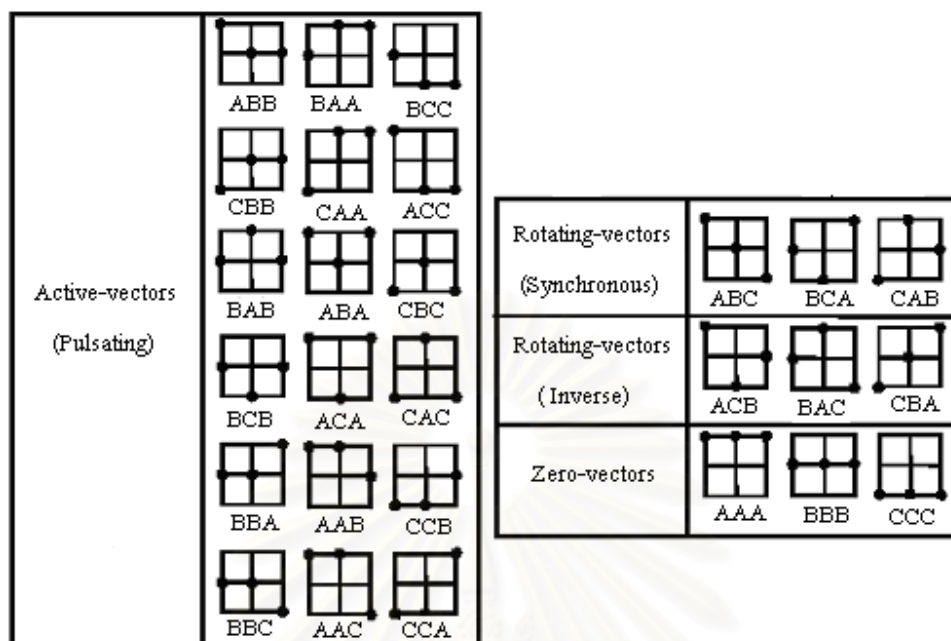 ABB BAA BCC
CBB CAA ACC
Active-vectors
(Pulsating)
BAB ABA CBC
BCB ACA CAC
BBA AAB CCB
BBC AAC CCA
Rotating-vectors
(Synchronous)
ABC BCA CAB
Rotating-vectors
( Inverse)
ACB BAC CBA
Zero-vectors
AAA BBB CCC